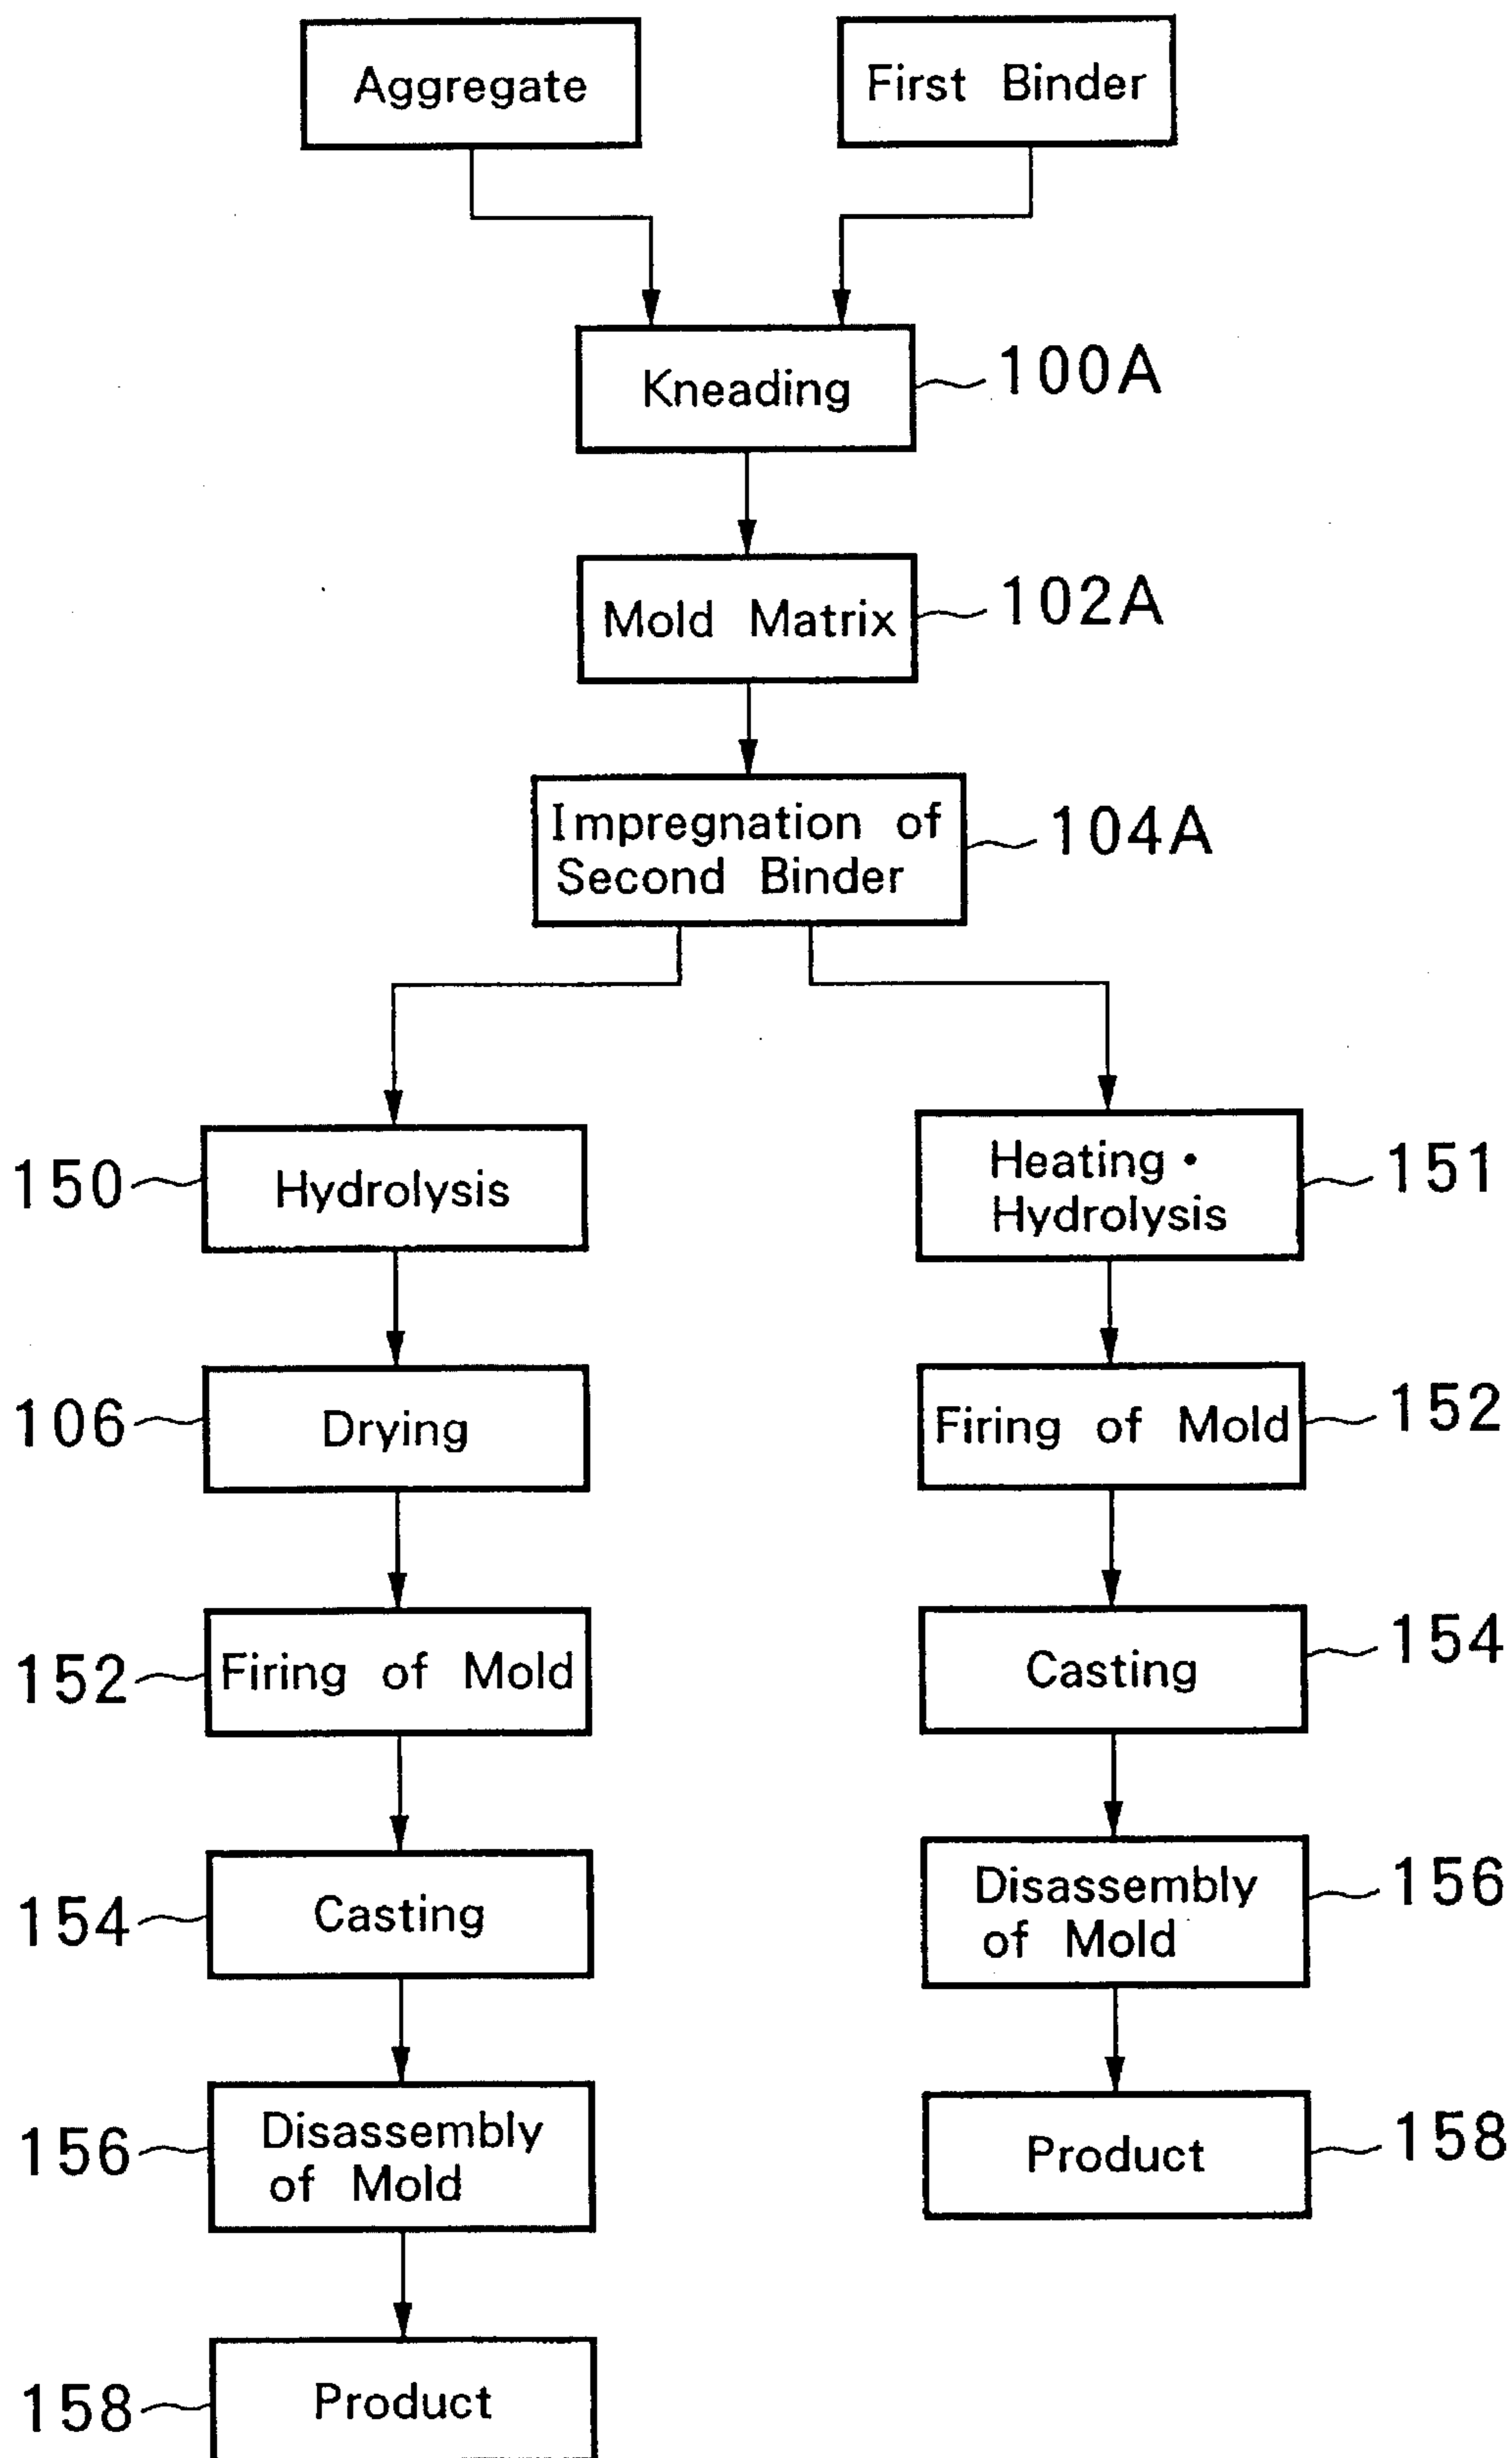 Aggregate
First Binder
Kneading
100A
Mold Matrix
102A
Impregnation of
Second Binder
104A
150
Hydrolysis
106
Drying
152
Firing of Mold
154
Casting
156
Disassembly
of Mold
158
Product
Heating・
Hydrolysis
151
Firing of Mold
152
Casting
154
Disassembly
of Mold
156
Product
158